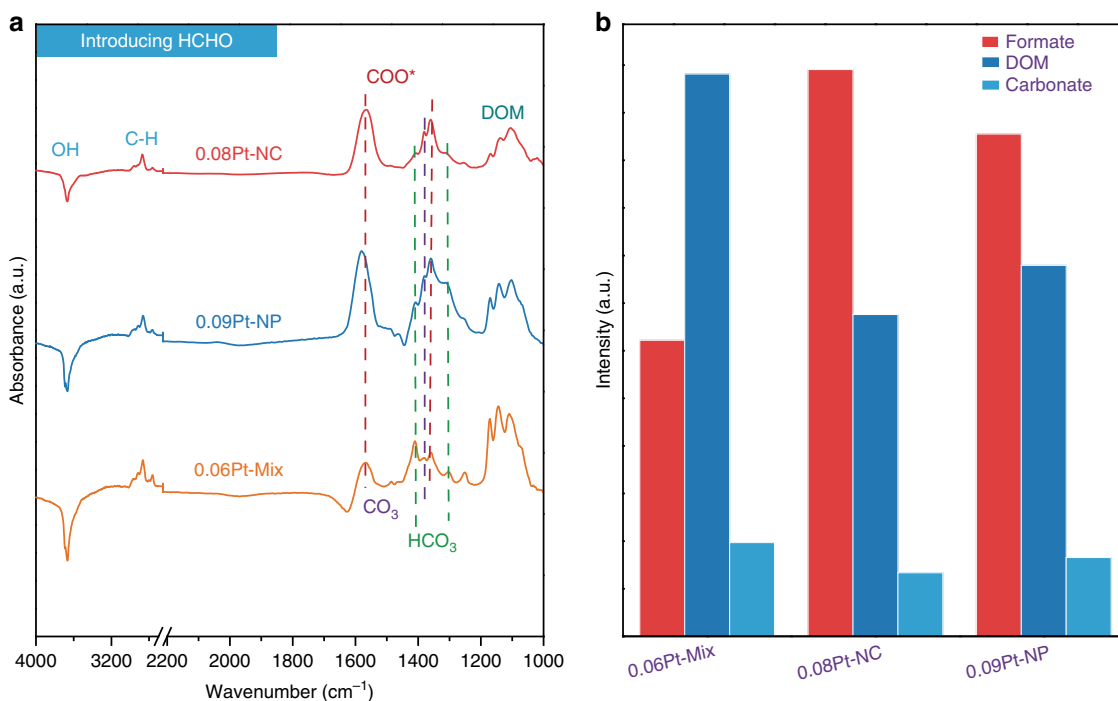 a
Introducing HCHO
COO*
DOM
OH
C-H
0.08Pt-NC
0.09Pt-NP
0.06Pt-Mix
CO3
HCO3
Absorbance (a.u.)
4000 3200 2200 2000 1800 1600 1400 1200 1000
Wavenumber (cm−1)
b
Formate
DOM
Carbonate
Intensity (a.u.)
0.06Pt-Mix 0.08Pt-NC 0.09Pt-NP